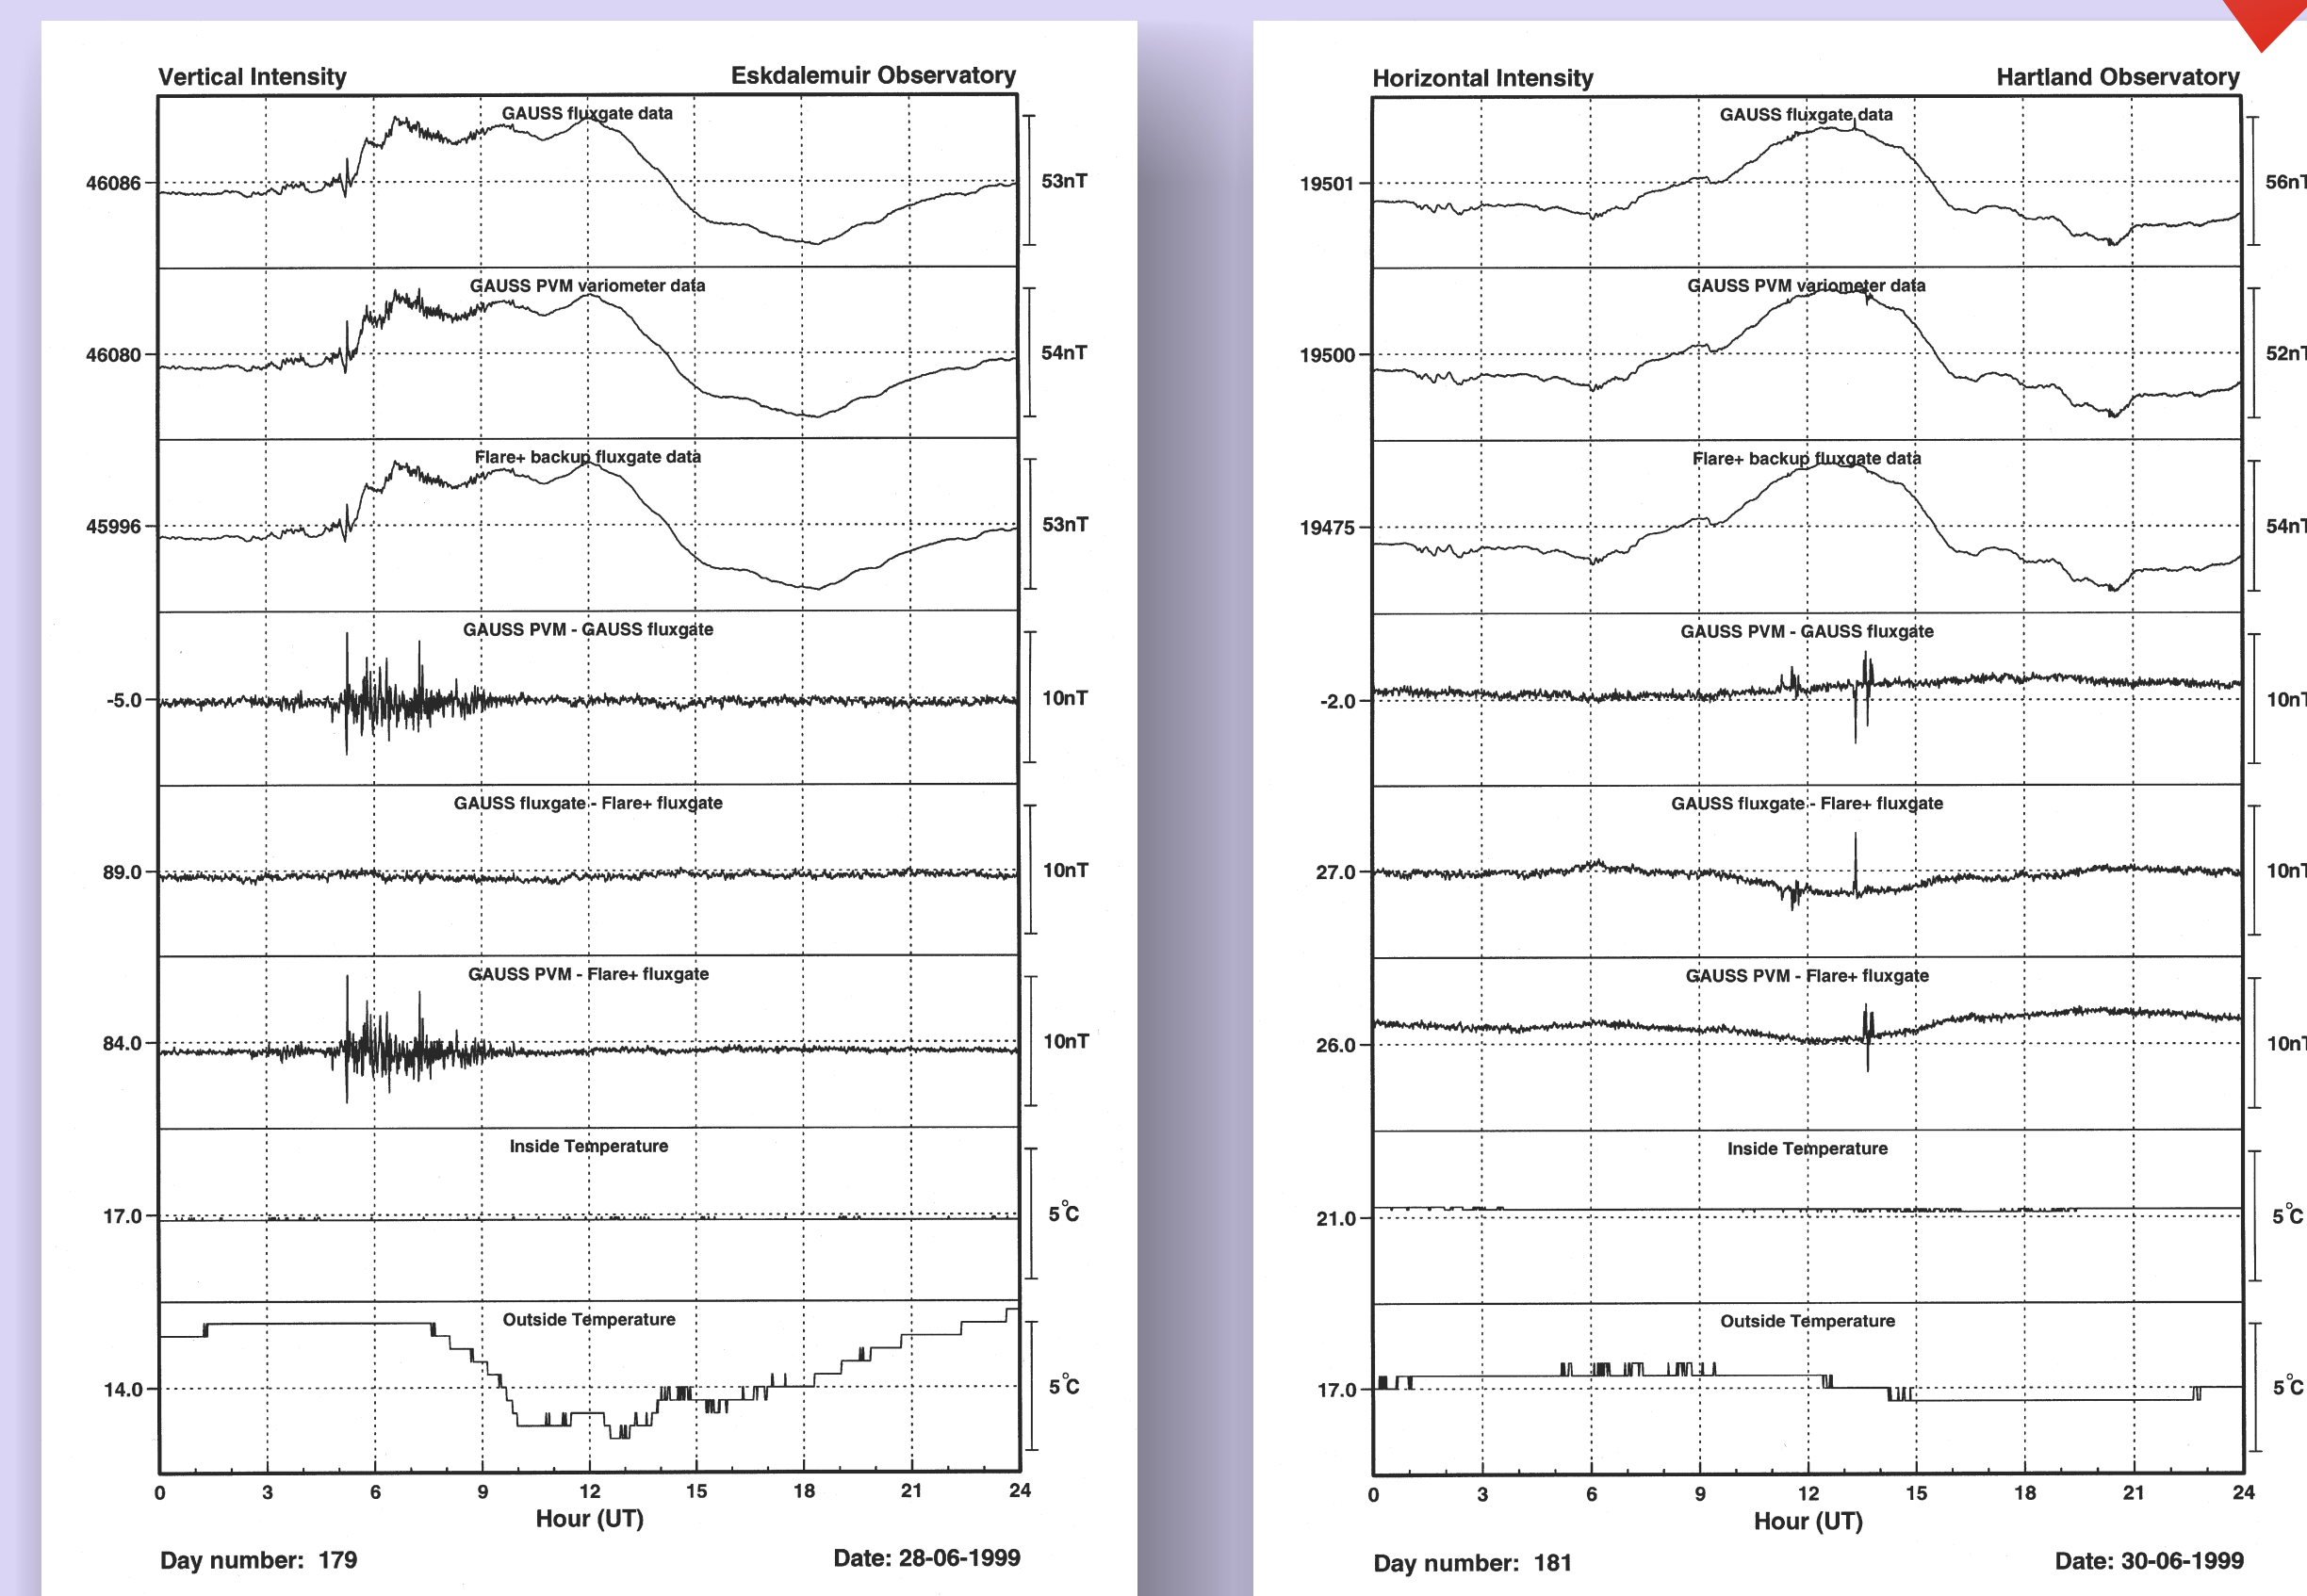 Vertical Intensity Eskdalemuir Observatory
GAUSS fluxgate data
46086 53nT
GAUSS PVM variometer data
46080 54nT
Flare+ backup fluxgate data
45996 53nT
GAUSS PVM - GAUSS fluxgate
-5.0 10nT
GAUSS fluxgate - Flare+ fluxgate
89.0 10nT
GAUSS PVM - Flare+ fluxgate
84.0 10nT
Inside Temperature
17.0 5°C
Outside Temperature
14.0 5°C
0 3 6 9 12 15 18 21 24
Hour (UT)
Day number: 179 Date: 28-06-1999
Horizontal Intensity Hartland Observatory
GAUSS fluxgate data
19501 56nT
GAUSS PVM variometer data
19500 52nT
Flare+ backup fluxgate data
19475 54nT
GAUSS PVM - GAUSS fluxgate
-2.0 10nT
GAUSS fluxgate - Flare+ fluxgate
27.0 10nT
GAUSS PVM - Flare+ fluxgate
26.0 10nT
Inside Temperature
21.0 5°C
Outside Temperature
17.0 5°C
0 3 6 9 12 15 18 21 24
Hour (UT)
Day number: 181 Date: 30-06-1999